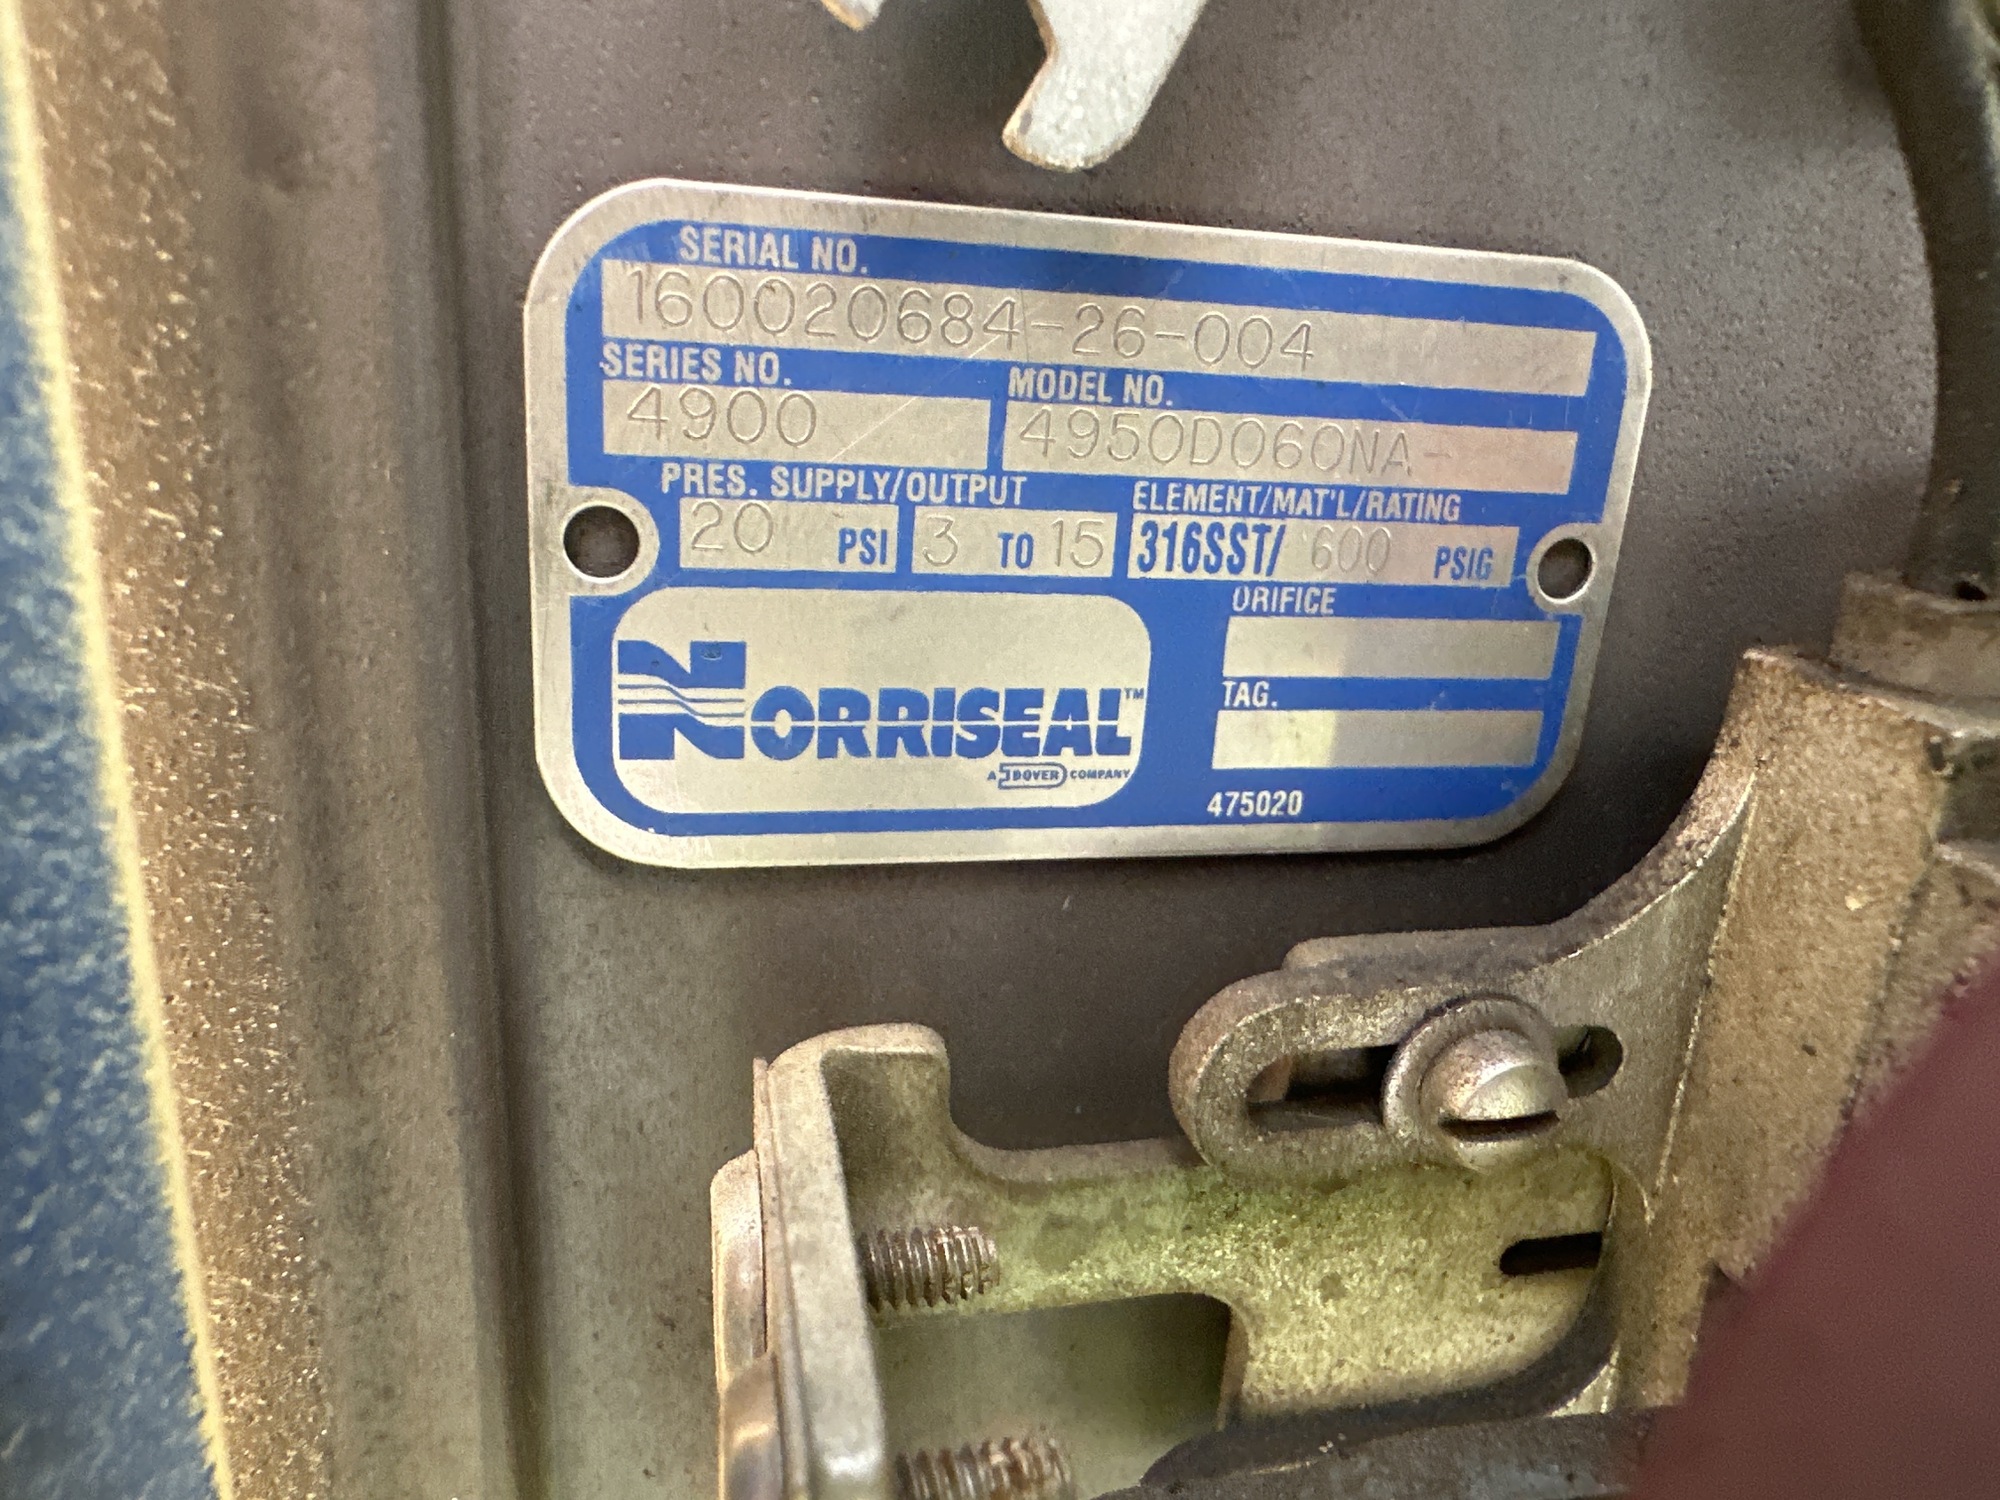 SERIAL NO.
160020684-26-004
SERIES NO. MODEL NO.
4900 4950D060NA-
PRES. SUPPLY/OUTPUT ELEMENT/MAT'L/RATING
20 PSI 3 TO 15 316SST/ 600 PSIG
ORIFICE
NORRISEAL™
TAG.
A DOVER COMPANY
475020